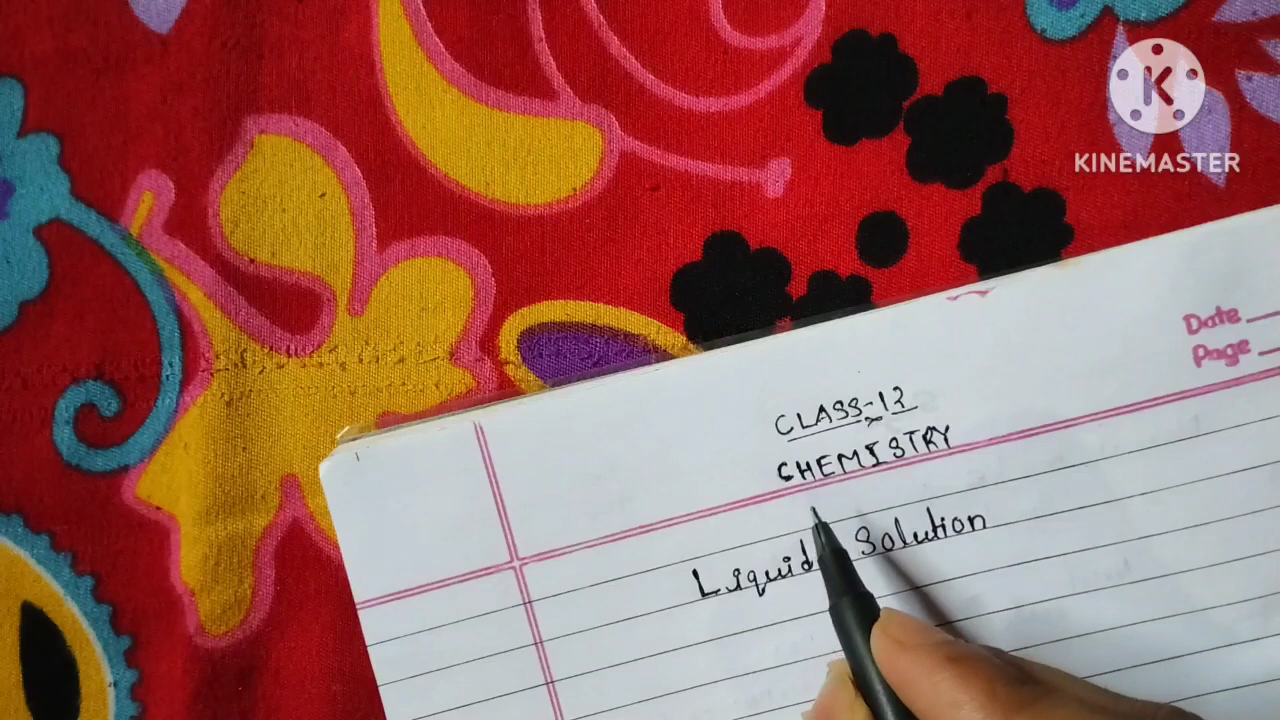 KINEMASTER
Date
Page
CLASS-12
CHEMISTRY
Liquid Solution